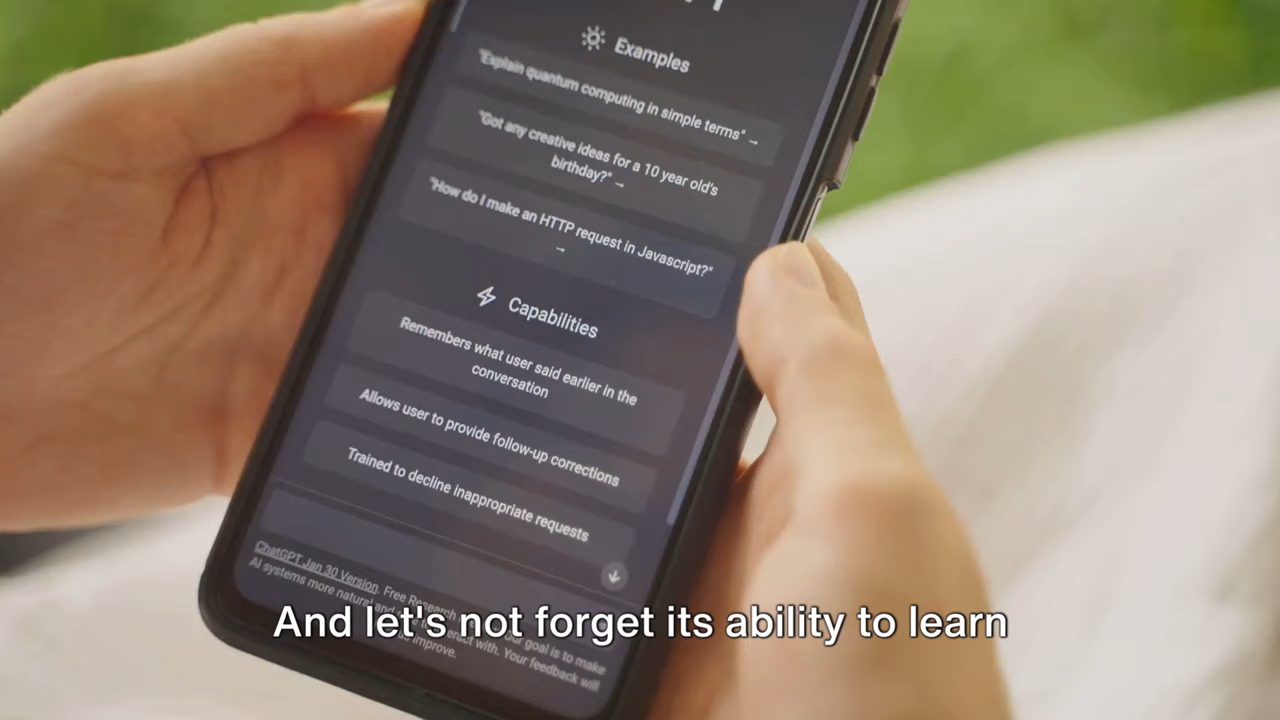 Examples
"Explain quantum computing in simple terms" →
"Got any creative ideas for a 10 year old's
birthday?" →
"How do I make an HTTP request in Javascript?"
→
Capabilities
Remembers what user said earlier in the
conversation
Allows user to provide follow-up corrections
Trained to decline inappropriate requests
ChatGPT Jan 30 Version. Free Research
our goal is to make
AI systems more natural and
interact with. Your feedback will
improve.
And let's not forget its ability to learn